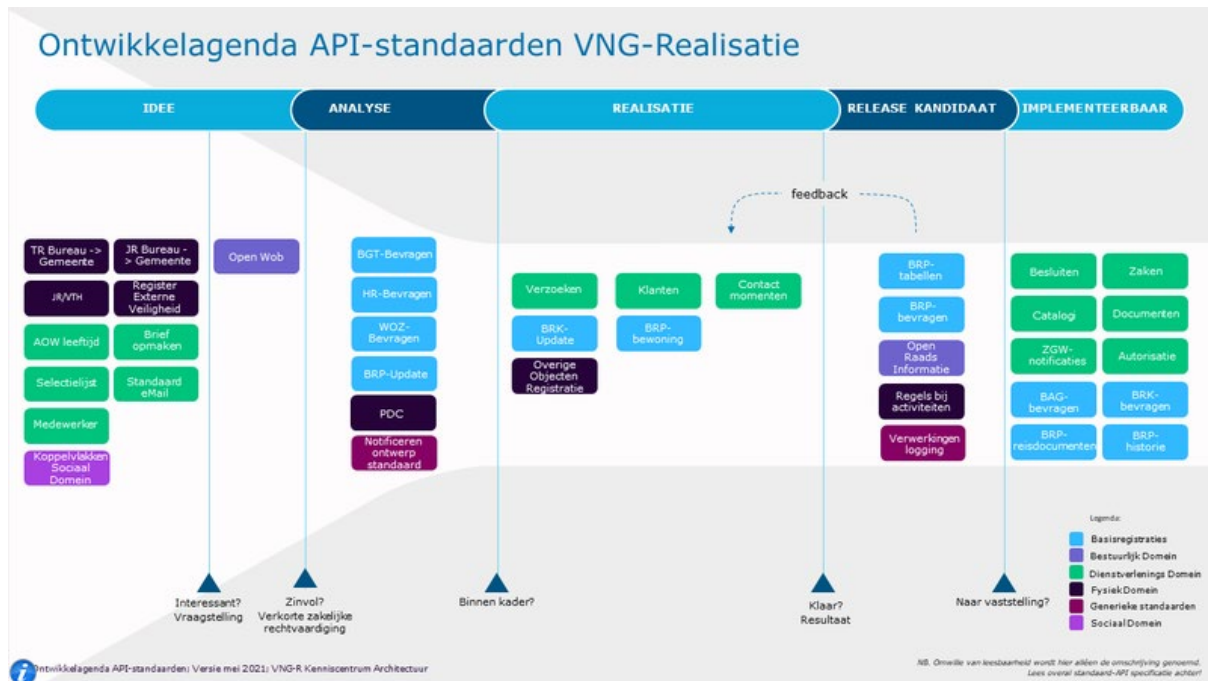 Ontwikkelagenda API-standaarden VNG-Realisatie
IDEE
ANALYSE
REALISATIE
RELEASE KANDIDAAT
IMPLEMENTEERBAAR
feedback
TR Bureau ->
Gemeente
JR Bureau -
> Gemeente
JR/VTH
Register
Externe
Veiligheid
AOW leeftijd
Brief
opmaken
Selectielijst
Standaard
eMail
Medewerker
Koppelvlakken
Sociaal
Domein
Open Wob
BGT-Bevragen
HR-Bevragen
WOZ-
Bevragen
BRP-Update
PDC
Notificeren
ontwerp
standaard
Verzoeken
Klanten
Contact
momenten
BRK-
Update
BRP-
bewoning
Overige
Objecten
Registratie
BRP-
tabellen
BRP-
bevragen
Open
Raads
Informatie
Regels bij
activiteiten
Verwerkingen
logging
Besluiten
Zaken
Catalogi
Documenten
ZGW-
notificaties
Autorisatie
BAG-
bevragen
BRK-
bevragen
BRP-
reisdocumenten
BRP-
historie
Legenda:
Basisregistraties
Bestuurlijk Domein
Dienstverlenings Domein
Fysiek Domein
Generieke standaarden
Sociaal Domein
Interessant?
Vraagstelling
Zinvol?
Verkorte zakelijke
rechtvaardiging
Binnen kader?
Klaar?
Resultaat
Naar vaststelling?
i
Ontwikkelagenda API-standaarden; Versie mei 2021; VNG-R Kenniscentrum Architectuur
NB. Omwille van leesbaarheid wordt hier alléén de omschrijving genoemd.
Lees overal standaard-API specificatie achter!